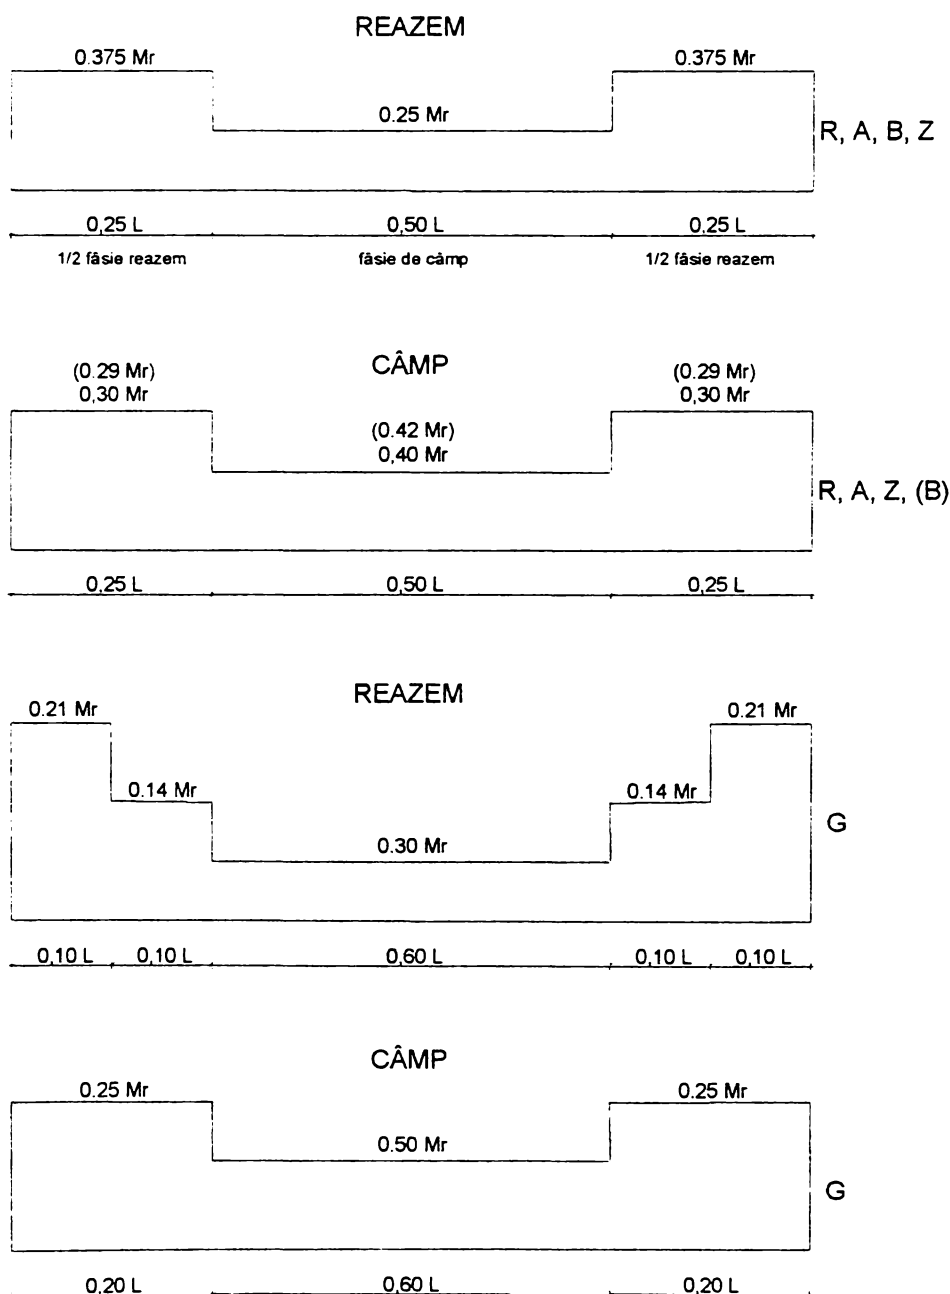 REAZEM
0.375 Mr 0.375 Mr
0.25 Mr
R, A, B, Z
0,25 L 0,50 L 0,25 L
1/2 fâsie reazem fâsie de câmp 1/2 fâsie reazem
CÂMP
(0.29 Mr) (0.29 Mr)
0,30 Mr 0,30 Mr
(0.42 Mr)
0,40 Mr
R, A, Z, (B)
0,25 L 0,50 L 0,25 L
REAZEM
0.21 Mr 0.21 Mr
0.14 Mr 0.14 Mr
G
0.30 Mr
0,10 L 0,10 L 0,60 L 0,10 L 0,10 L
CÂMP
0.25 Mr 0.25 Mr
0.50 Mr
G
0,20 L 0,60 L 0,20 L